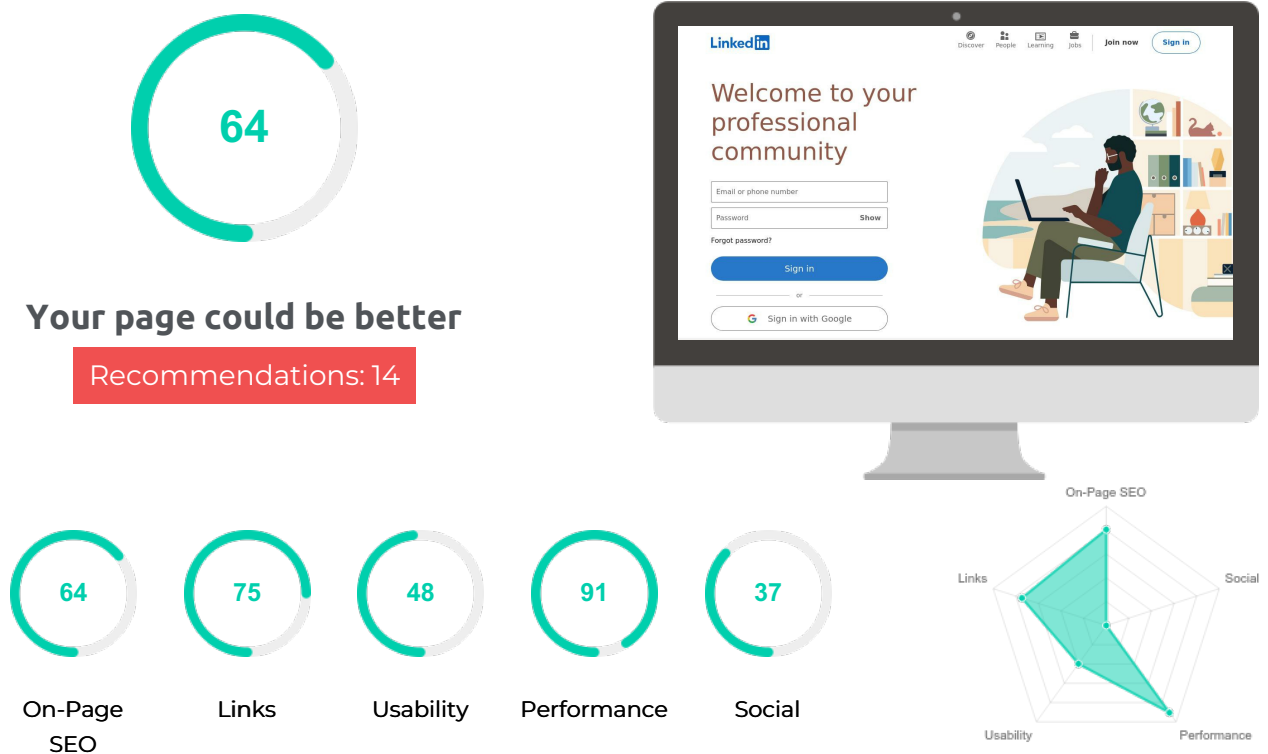 64
Your page could be better
Recommendations: 14
Linked in
Discover People Learning Jobs Join now Sign in
Welcome to your
professional
community
Email or phone number
Password Show
Forgot password?
Sign in
or
Sign in with Google
64 75 48 91 37
On-Page
SEO
Links
Usability
Performance
Social
On-Page SEO
Links
Social
Usability
Performance